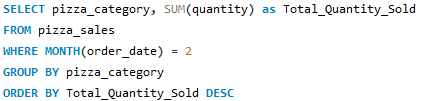 SELECT pizza_category, SUM(quantity) as Total_Quantity_Sold
FROM pizza_sales
WHERE MONTH(order_date) = 2
GROUP BY pizza_category
ORDER BY Total_Quantity_Sold DESC